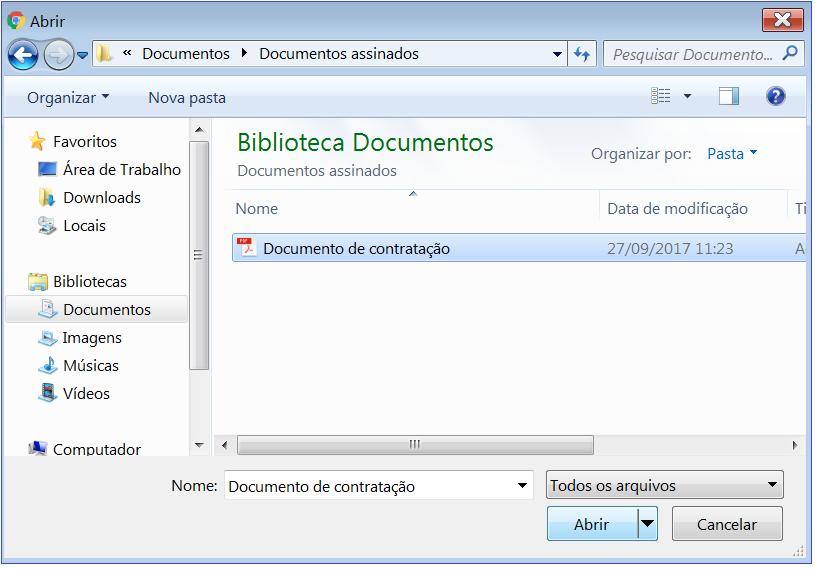 Abrir
« Documentos Documentos assinados
Pesquisar Documento...
Organizar Nova pasta
Favoritos
Área de Trabalho
Downloads
Locais
Bibliotecas
Documentos
Imagens
Músicas
Vídeos
Computador
Biblioteca Documentos
Documentos assinados
Organizar por: Pasta
Nome Data de modificação Ti
PDF Documento de contratação 27/09/2017 11:23 A
Nome: Documento de contratação Todos os arquivos
Abrir Cancelar